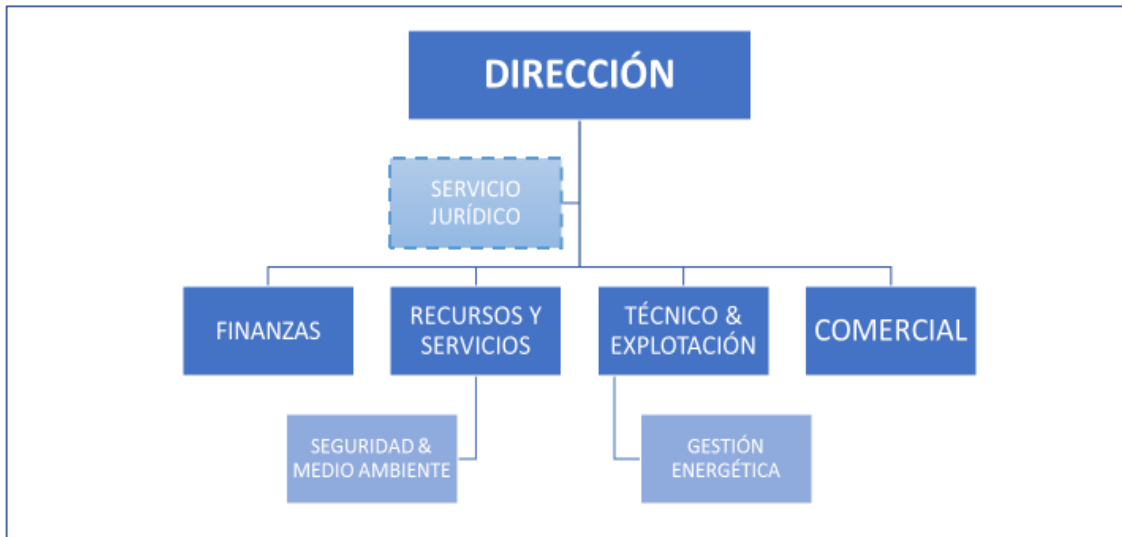 DIRECCIÓN
SERVICIO
JURÍDICO
FINANZAS
RECURSOS Y
SERVICIOS
TÉCNICO &
EXPLOTACIÓN
COMERCIAL
SEGURIDAD &
MEDIO AMBIENTE
GESTIÓN
ENERGÉTICA